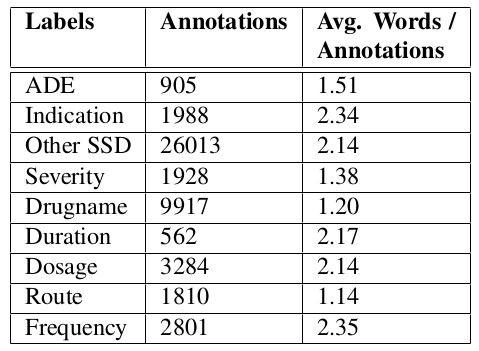 Labels Annotations Avg. Words /
Annotations
ADE 905 1.51
Indication 1988 2.34
Other SSD 26013 2.14
Severity 1928 1.38
Drugname 9917 1.20
Duration 562 2.17
Dosage 3284 2.14
Route 1810 1.14
Frequency 2801 2.35